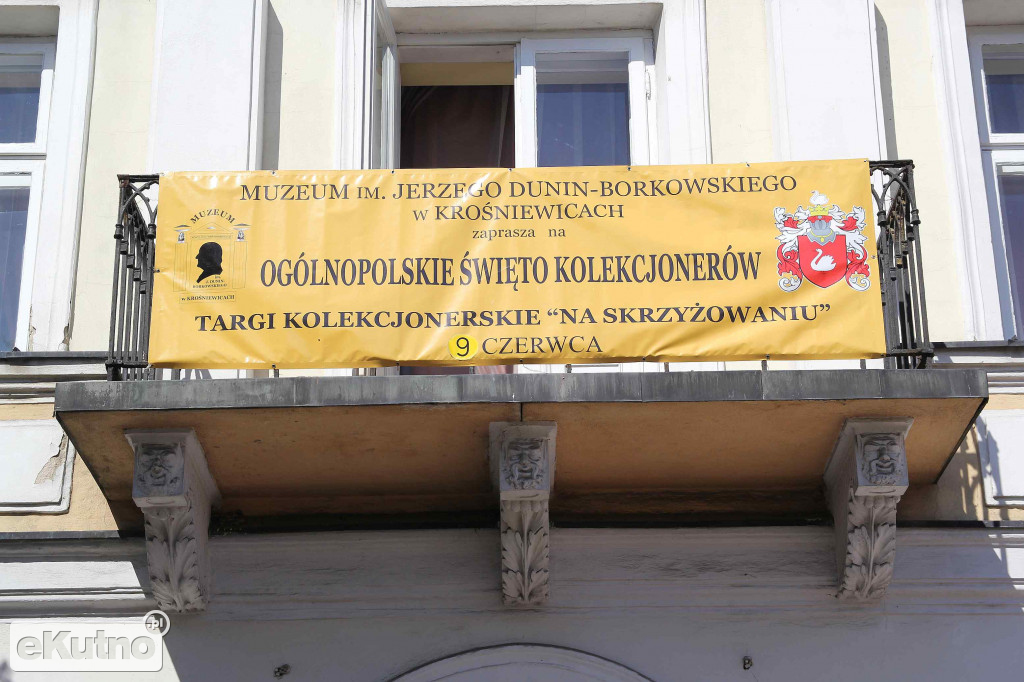 MUZEUM IM. JERZEGO DUNIN-BORKOWSKIEGO
W KROŚNIEWICACH
zaprasza na
OGÓLNOPOLSKIE ŚWIĘTO KOLEKCJONERÓW
TARGI KOLEKCJONERSKIE “NA SKRZYŻOWANIU”
9 CZERWCA
MUZEUM
w KROŚNIEWICACH
eKutno.pl